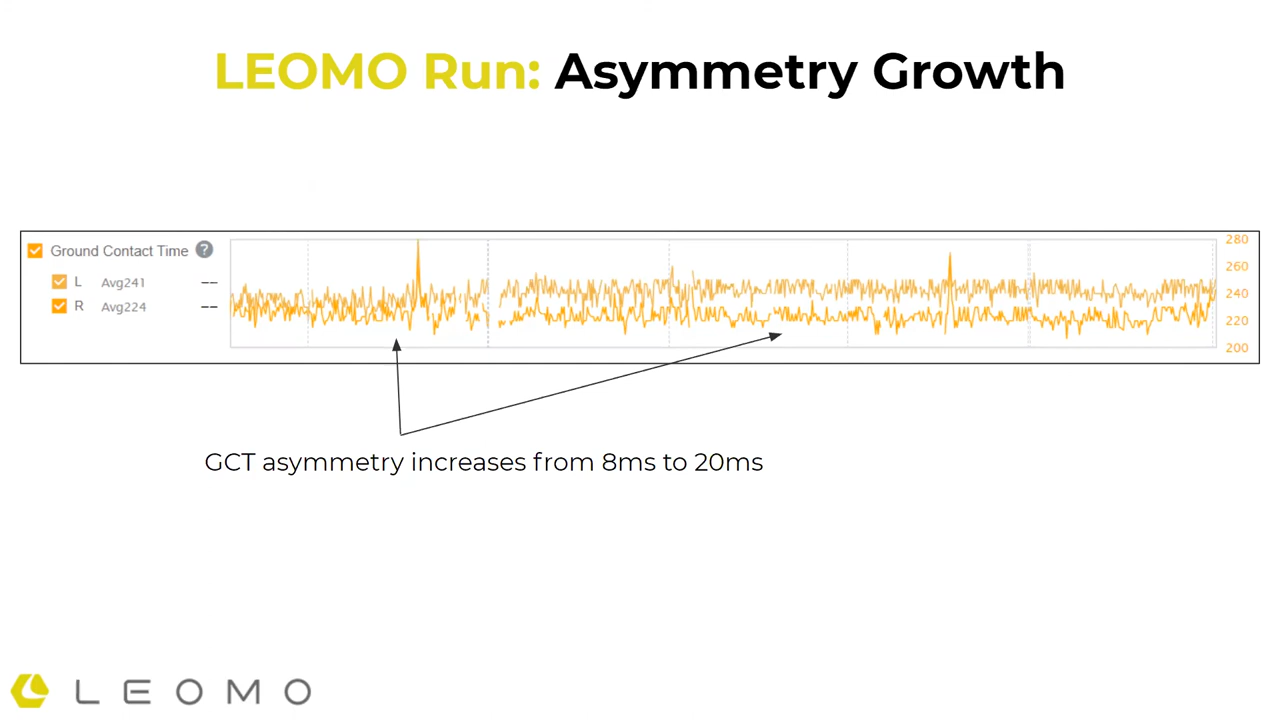 LEOMO Run: Asymmetry Growth
Ground Contact Time ?
L Avg241 --
R Avg224 --
280
260
240
220
200
GCT asymmetry increases from 8ms to 20ms
LEOMO